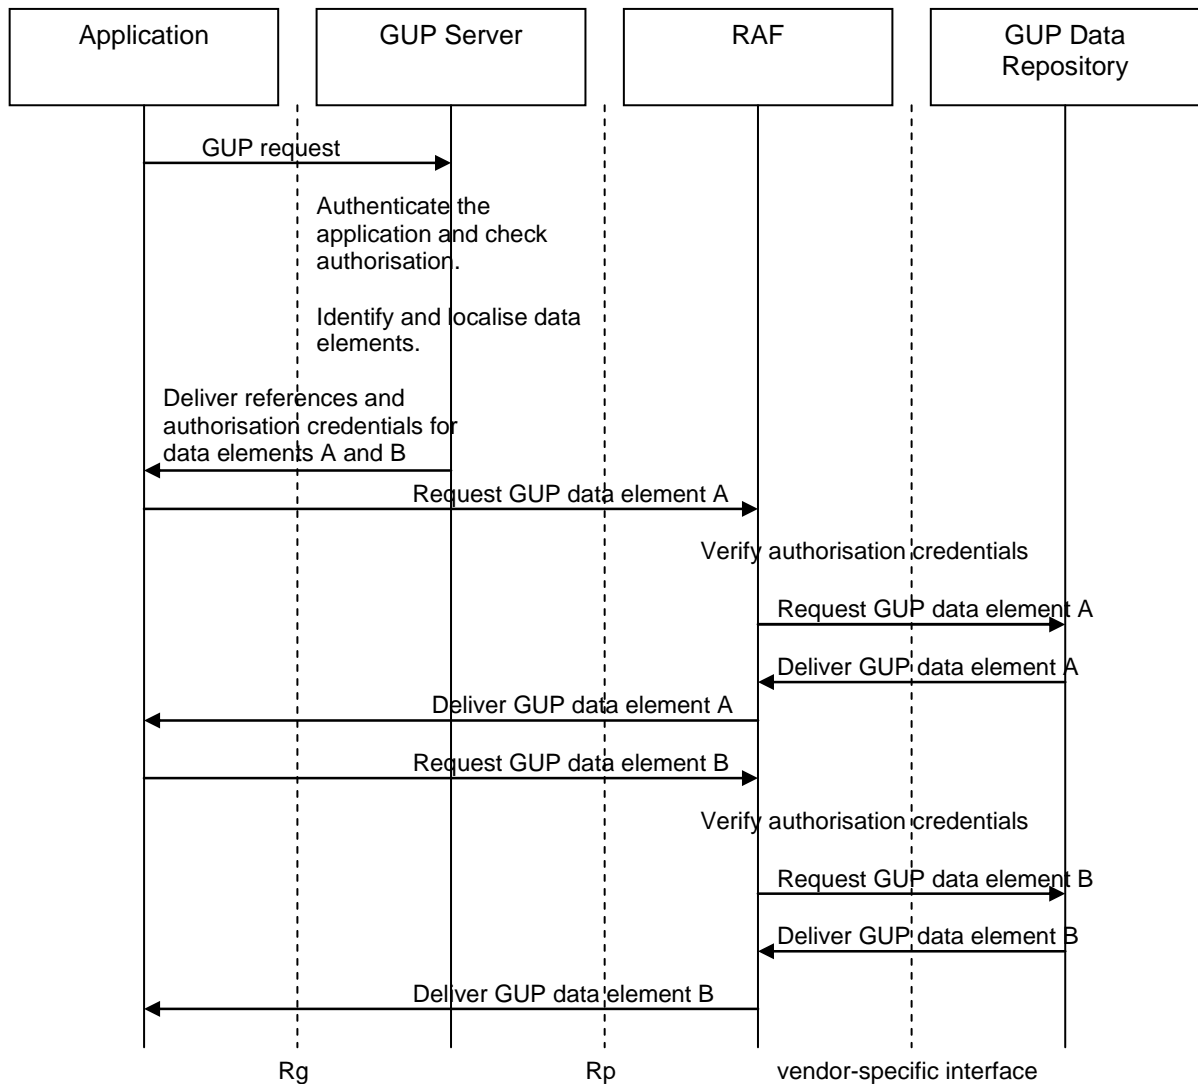 Application
GUP Server
RAF
GUP Data
Repository
GUP request
Authenticate the
application and check
authorisation.
Identify and localise data
elements.
Deliver references and
authorisation credentials for
data elements A and B
Request GUP data element A
Verify authorisation credentials
Request GUP data element A
Deliver GUP data element A
Deliver GUP data element A
Request GUP data element B
Verify authorisation credentials
Request GUP data element B
Deliver GUP data element B
Deliver GUP data element B
Rg
Rp
vendor-specific interface